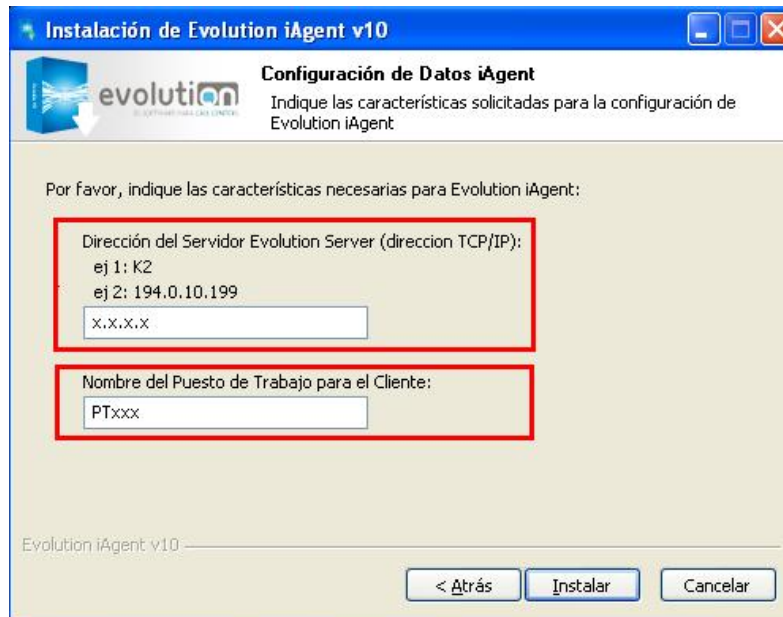 Instalación de Evolution iAgent v10
evolution
Configuración de Datos iAgent
Indique las características solicitadas para la configuración de
Evolution iAgent
Por favor, indique las características necesarias para Evolution iAgent:
Dirección del Servidor Evolution Server (direccion TCP/IP):
ej 1: K2
ej 2: 194.0.10.199
x.x.x.x
Nombre del Puesto de Trabajo para el Cliente:
PTxxx
Evolution iAgent v10
< Atrás Instalar Cancelar